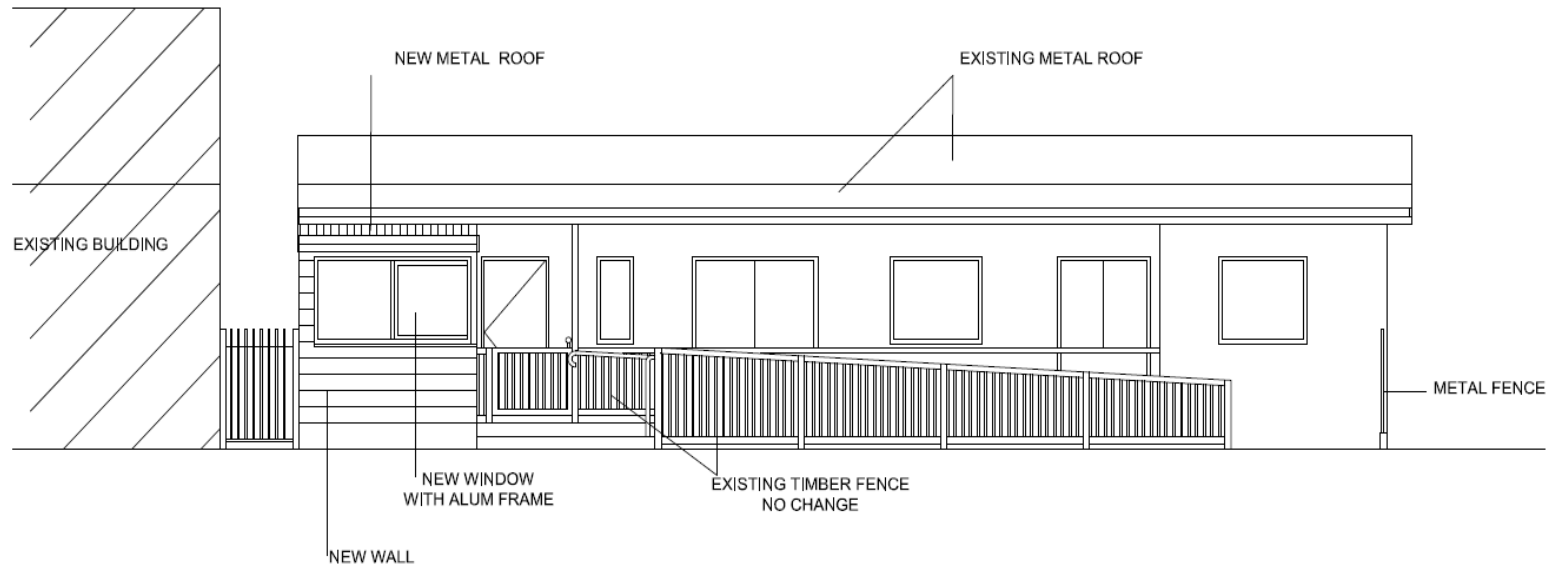 NEW METAL ROOF
EXISTING METAL ROOF
EXISTING BUILDING
METAL FENCE
NEW WINDOW
WITH ALUM FRAME
EXISTING TIMBER FENCE
NO CHANGE
NEW WALL